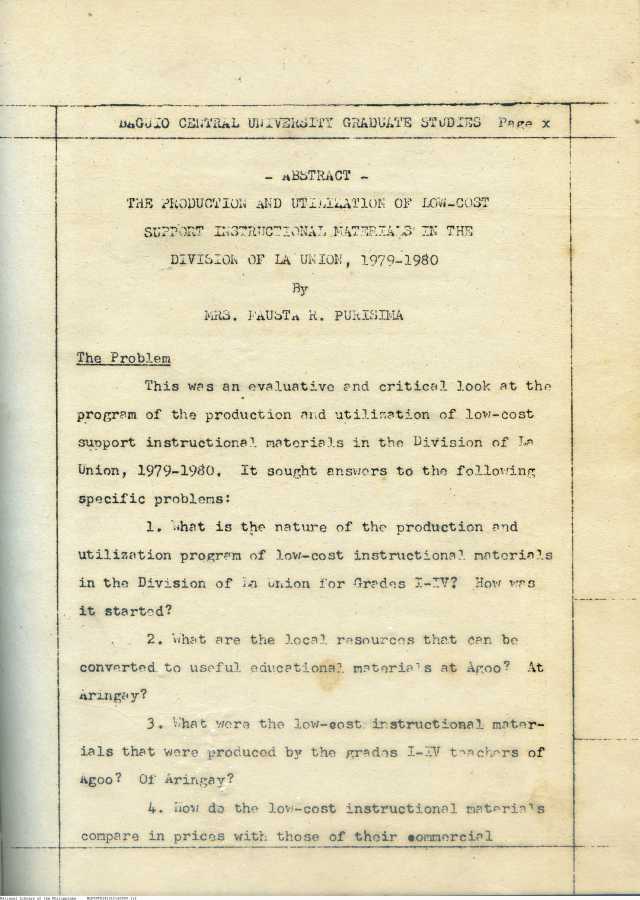 BAGUIO CENTRAL UNIVERSITY GRADUATE STUDIES Page x
- ABSTRACT -
THE PRODUCTION AND UTILIZATION OF LOW-COST
SUPPORT INSTRUCTIONAL MATERIALS IN THE
DIVISION OF LA UNION, 1979-1980
By
MRS. FAUSTA R. PURISIMA
The Problem
This was an evaluative and critical look at the
program of the production and utilization of low-cost
support instructional materials in the Division of La
Union, 1979-1980. It sought answers to the following
specific problems:
1. What is the nature of the production and
utilization program of low-cost instructional materials
in the Division of La Union for Grades I-IV? How was
it started?
2. What are the local resources that can be
converted to useful educational materials at Agoo? At
Aringay?
3. What were the low-cost instructional mater-
ials that were produced by the grades I-IV teachers of
Agoo? Of Aringay?
4. How do the low-cost instructional materials
compare in prices with those of their commercial
National Library of the Philippines